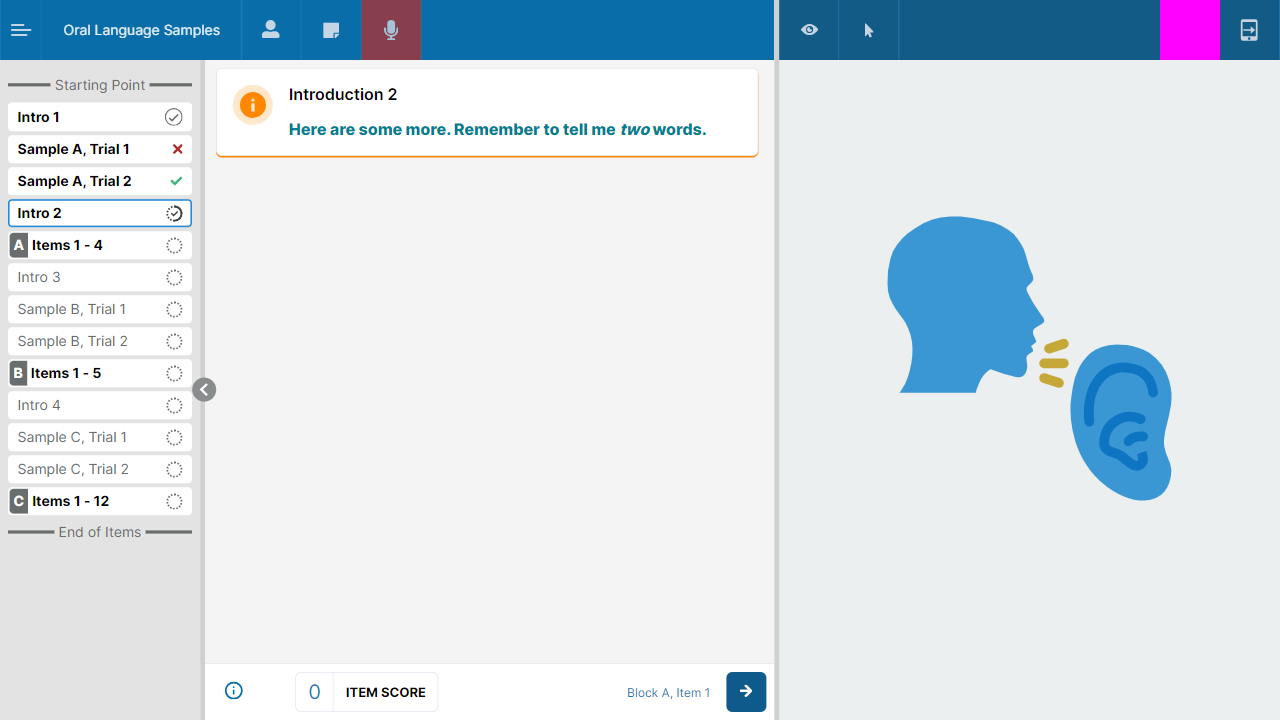 Oral Language Samples
Starting Point
Intro 1
Sample A, Trial 1
Sample A, Trial 2
Intro 2
A Items 1 - 4
Intro 3
Sample B, Trial 1
Sample B, Trial 2
B Items 1 - 5
Intro 4
Sample C, Trial 1
Sample C, Trial 2
C Items 1 - 12
End of Items
Introduction 2
Here are some more. Remember to tell me two words.
0 ITEM SCORE
Block A, Item 1